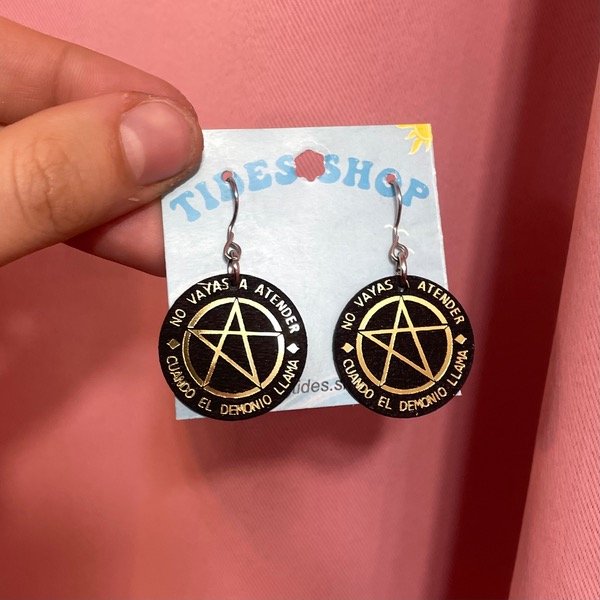 TIDES SHOP
NO VAYAS A ATENDER
CUANDO EL DEMONIO LLAMA
NO VAYAS ATENDER
CUANDO EL DEMONIO LLAMA